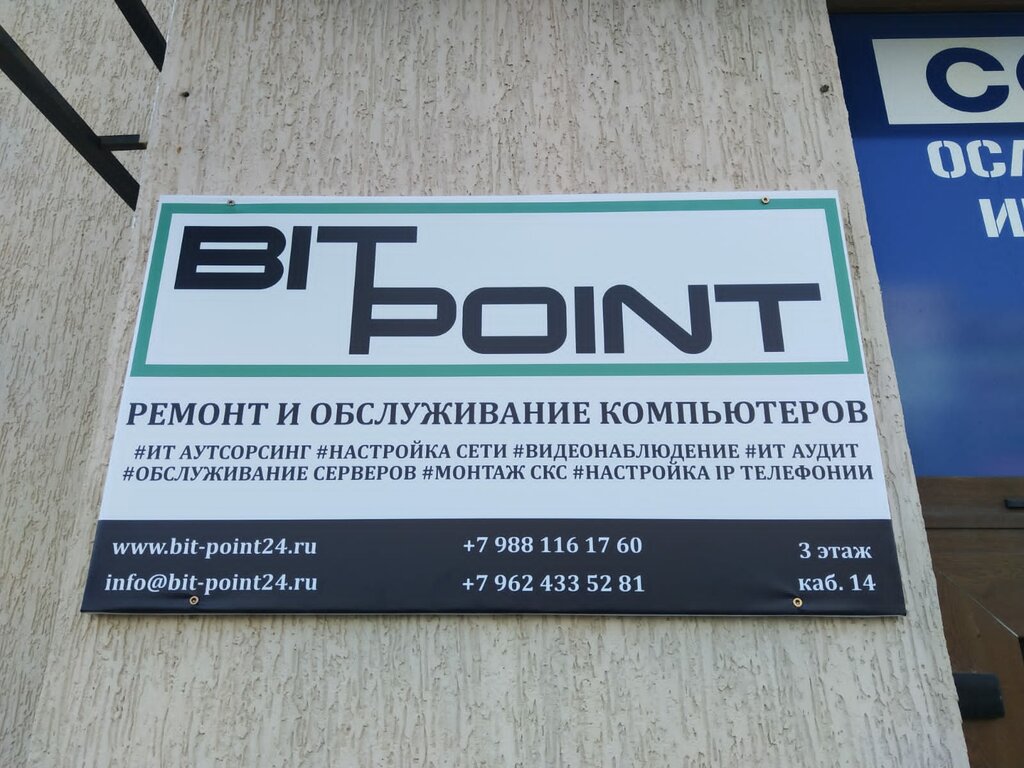 BIT
POINT
РЕМОНТ И ОБСЛУЖИВАНИЕ КОМПЬЮТЕРОВ
#ИТ АУТСОРСИНГ #НАСТРОЙКА СЕТИ #ВИДЕОНАБЛЮДЕНИЕ #ИТ АУДИТ
#ОБСЛУЖИВАНИЕ СЕРВЕРОВ #МОНТАЖ СКС #НАСТРОЙКА IP ТЕЛЕФОНИИ
www.bit-point24.ru +7 988 116 17 60 3 этаж
info@bit-point24.ru +7 962 433 52 81 каб. 14